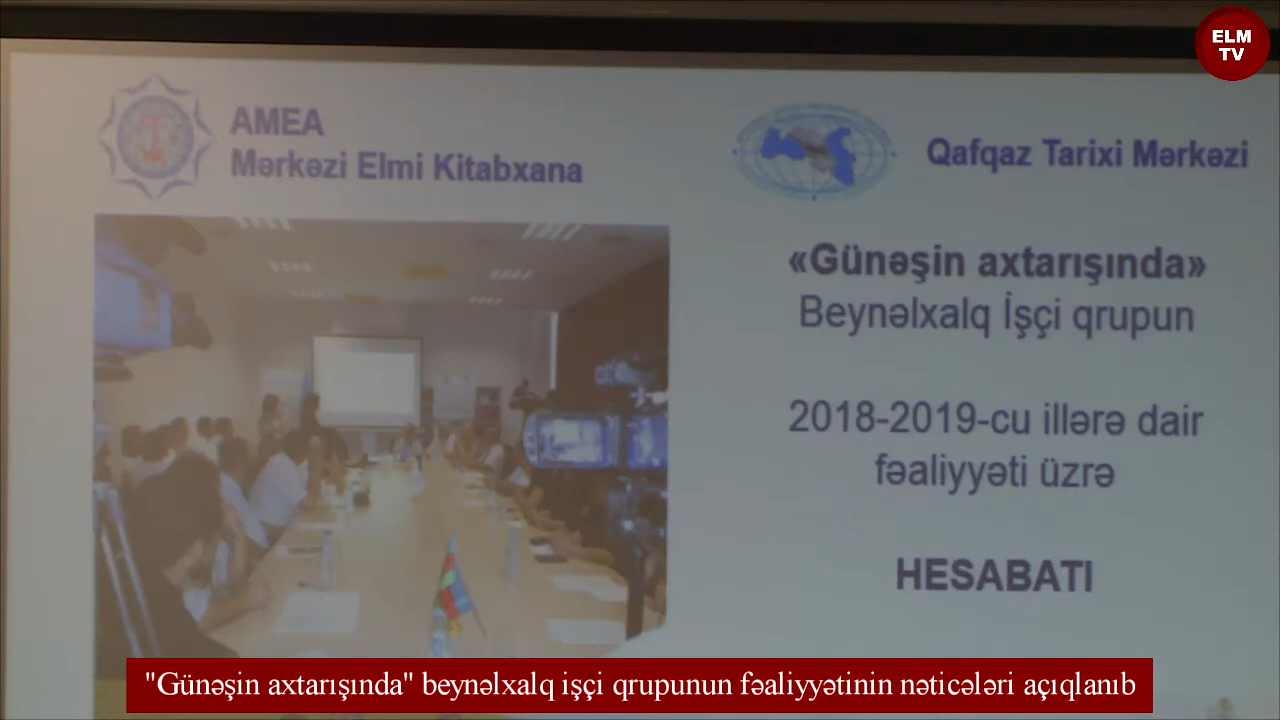 ELM
TV
AMEA
Mərkəzi Elmi Kitabxana
Qafqaz Tarixi Mərkəzi
«Günəşin axtarışında»
Beynəlxalq İşçi qrupun
2018-2019-cu illərə dair
fəaliyyəti üzrə
HESABATI
"Günəşin axtarışında" beynəlxalq işçi qrupunun fəaliyyətinin nəticələri açıqlanıb